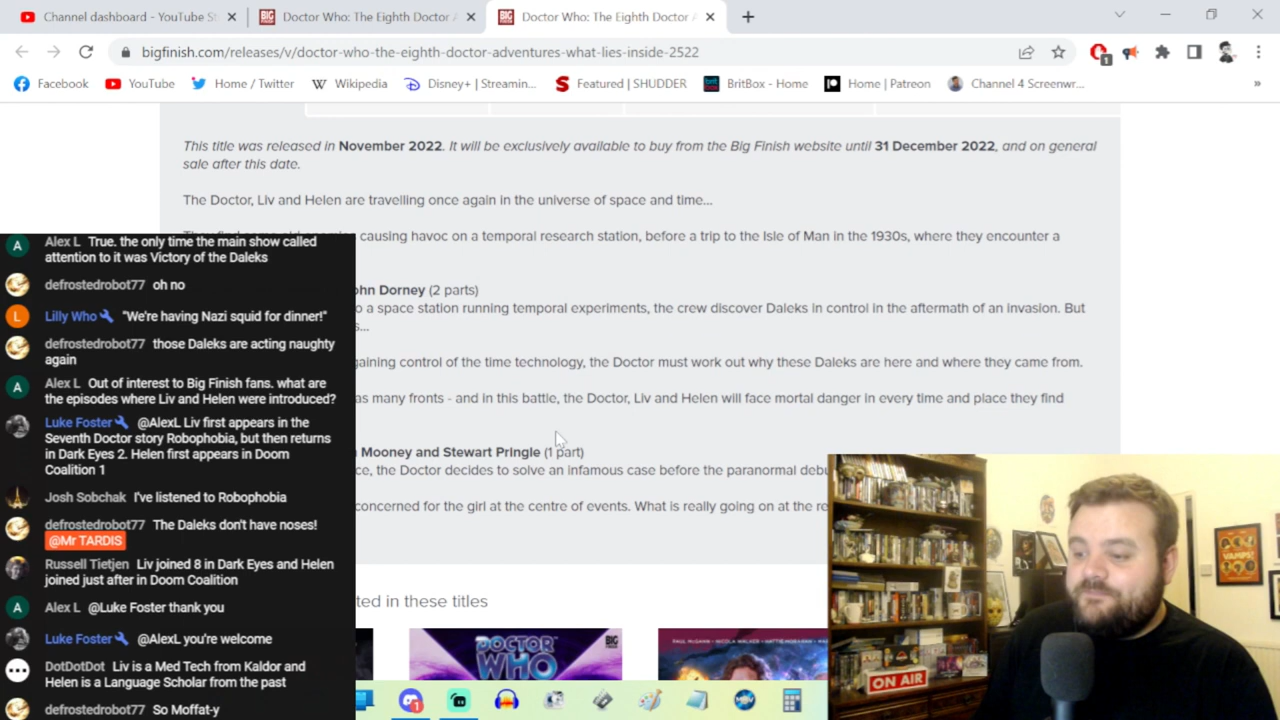 Channel dashboard - YouTube S
Doctor Who: The Eighth Doctor A
Doctor Who: The Eighth Doctor A
bigfinish.com/releases/v/doctor-who-the-eighth-doctor-adventures-what-lies-inside-2522
1
Facebook
YouTube
Home / Twitter
Wikipedia
Disney+ | Streamin...
Featured | SHUDDER
BritBox - Home
Home | Patreon
Channel 4 Screenwr...
»
This title was released in November 2022. It will be exclusively available to buy from the Big Finish website until 31 December 2022, and on general
sale after this date.
The Doctor, Liv and Helen are travelling once again in the universe of space and time...
causing havoc on a temporal research station, before a trip to the Isle of Man in the 1930s, where they encounter a
ohn Dorney (2 parts)
o a space station running temporal experiments, the crew discover Daleks in control in the aftermath of an invasion. But
s...
gaining control of the time technology, the Doctor must work out why these Daleks are here and where they came from.
as many fronts - and in this battle, the Doctor, Liv and Helen will face mortal danger in every time and place they find
Mooney and Stewart Pringle (1 part)
ce, the Doctor decides to solve an infamous case before the paranormal debu
concerned for the girl at the centre of events. What is really going on at the re
ted in these titles
DOCTOR
WHO
BIG
FINISH
PAUL McGANN • NICOLA WALKER • HATTIE MORAHAN
Alex L True. the only time the main show called
attention to it was Victory of the Daleks
defrostedrobot77 oh no
Lilly Who "We're having Nazi squid for dinner!"
defrostedrobot77 those Daleks are acting naughty
again
Alex L Out of interest to Big Finish fans. what are
the episodes where Liv and Helen were introduced?
Luke Foster @AlexL Liv first appears in the
Seventh Doctor story Robophobia, but then returns
in Dark Eyes 2. Helen first appears in Doom
Coalition 1
Josh Sobchak I've listened to Robophobia
defrostedrobot77 The Daleks don't have noses!
@Mr TARDIS
Russell Tietjen Liv joined 8 in Dark Eyes and Helen
joined just after in Doom Coalition
Alex L @Luke Foster thank you
Luke Foster @AlexL you're welcome
DotDotDot Liv is a Med Tech from Kaldor and
Helen is a Language Scholar from the past
defrostedrobot77 So Moffat-y
ON AIR
VAMPS!